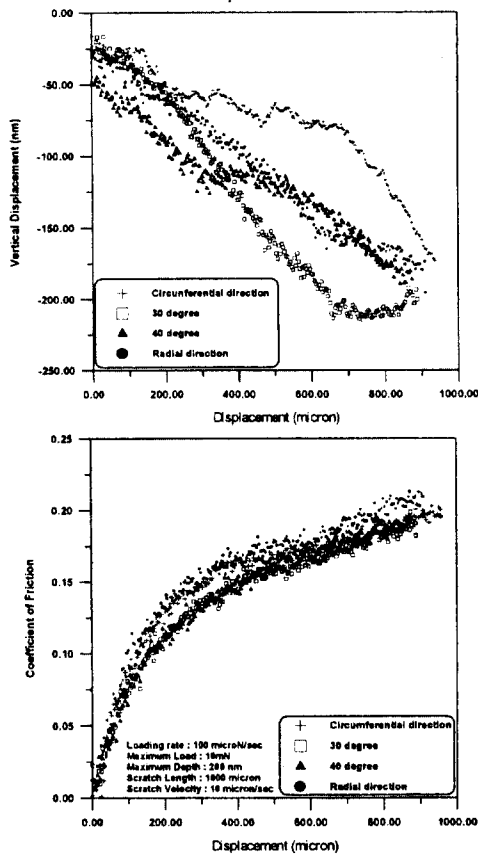 0.00
-50.00
-100.00
-150.00
-200.00
-250.00
Vertical Displacement (nm)
Circunferential direction
30 degree
40 degree
Radial direction
0.00 200.00 400.00 600.00 800.00 1000.00
Displacement (micron)
0.25
0.20
0.15
0.10
0.05
0.00
Coefficient of Friction
Loading rate : 100 microN/sec
Maximum Load : 10mN
Maximum Depth : 200 nm
Scratch Length : 1000 micron
Scratch Velocity : 10 micron/sec
Circumferential direction
30 degree
40 degree
Radial direction
0.00 200.00 400.00 600.00 800.00 1000.00
Displacement (micron)